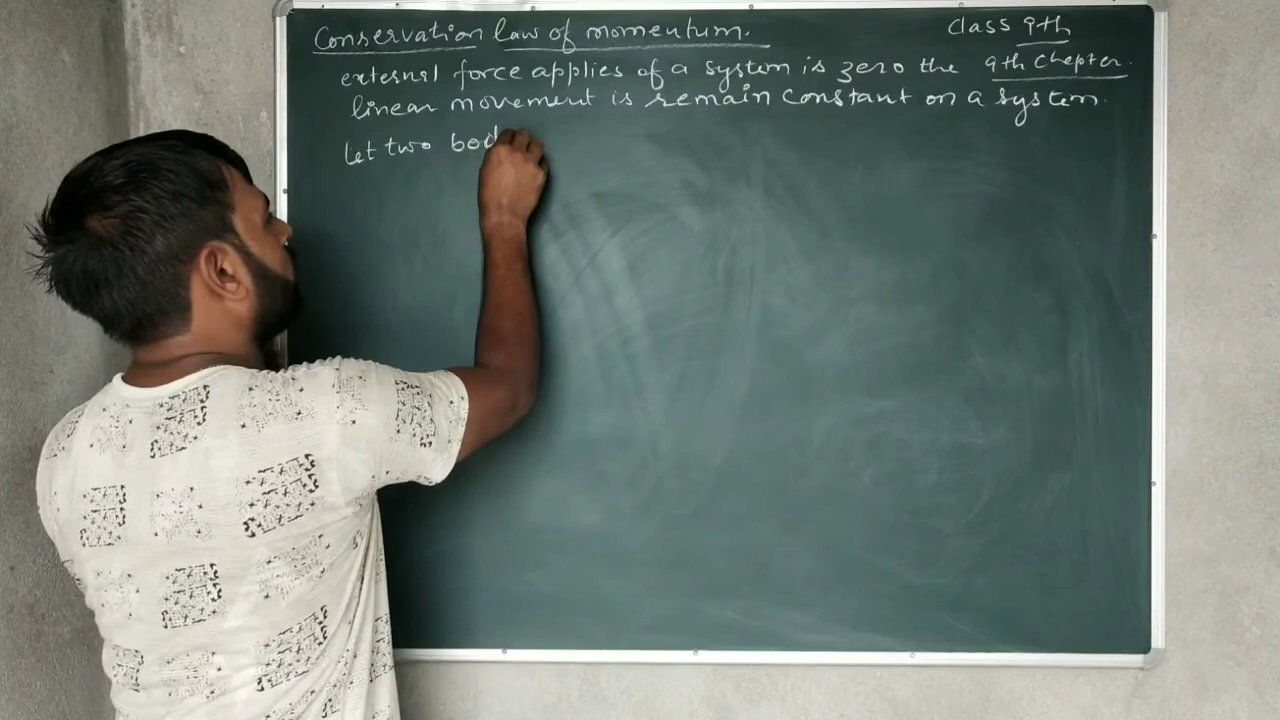 Conservation law of momentum. Class 9th
external force applies of a system is zero the 9th Chepter.
linear movement is remain constant on a system.
let two bod